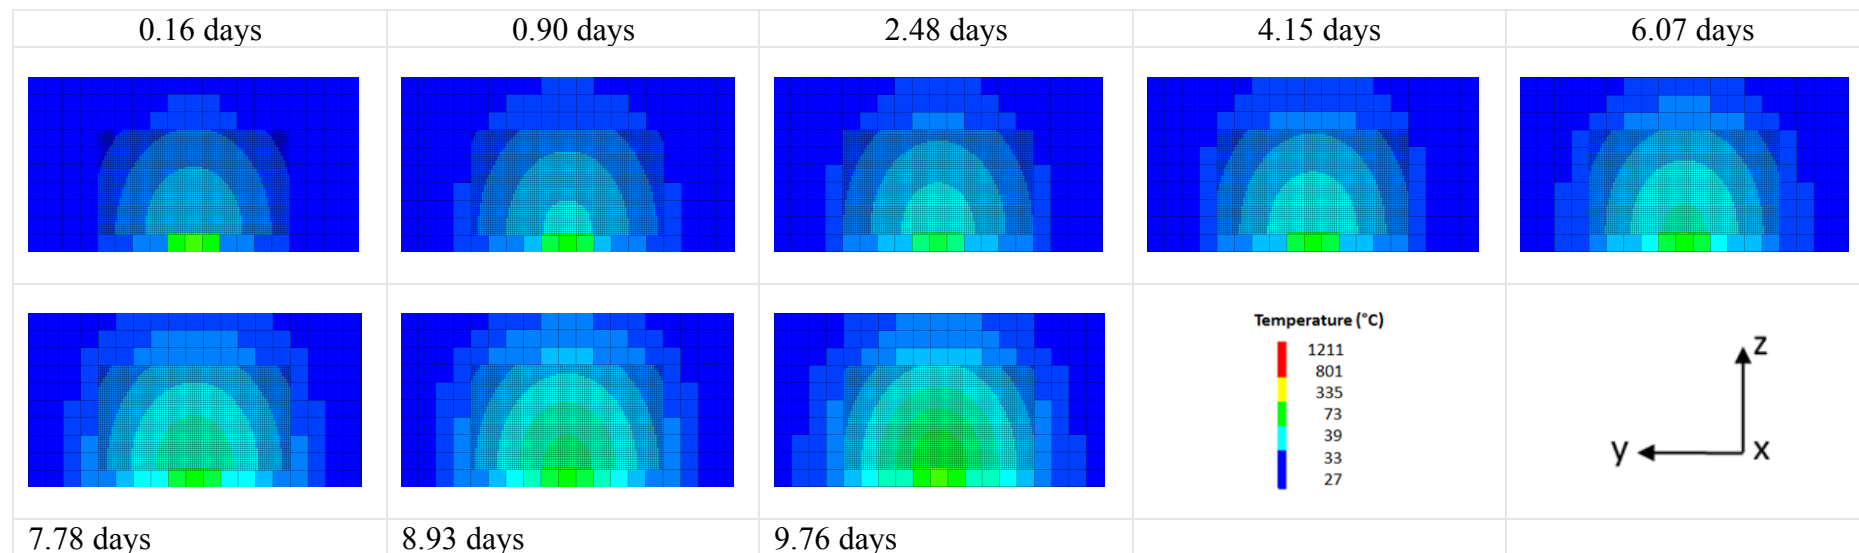 0.16 days
0.90 days
2.48 days
4.15 days
6.07 days
Temperature (°C)
1211
801
335
73
39
33
27
z
y
x
7.78 days
8.93 days
9.76 days